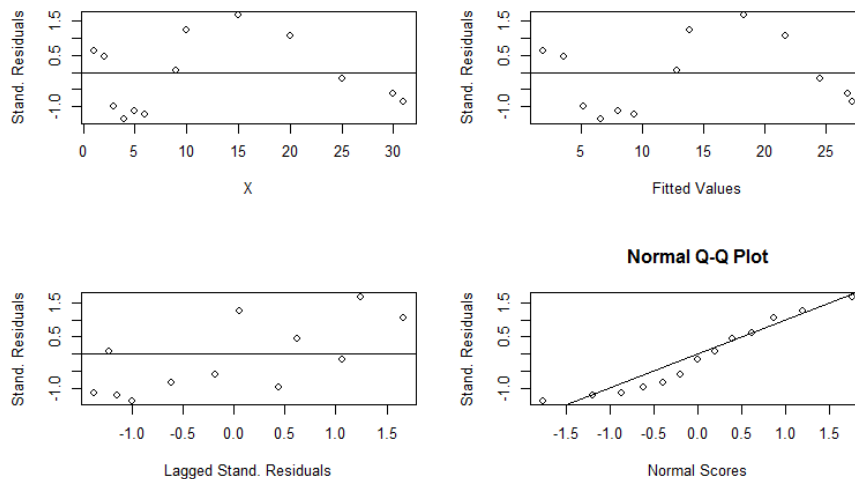 Stand. Residuals
1.5
0.5
-1.0
0 5 10 15 20 25 30
X
Stand. Residuals
1.5
0.5
-1.0
5 10 15 20 25
Fitted Values
Stand. Residuals
1.5
0.5
-1.0
-1.0 -0.5 0.0 0.5 1.0 1.5
Lagged Stand. Residuals
Normal Q-Q Plot
Stand. Residuals
1.5
0.5
-1.0
-1.5 -1.0 -0.5 0.0 0.5 1.0 1.5
Normal Scores